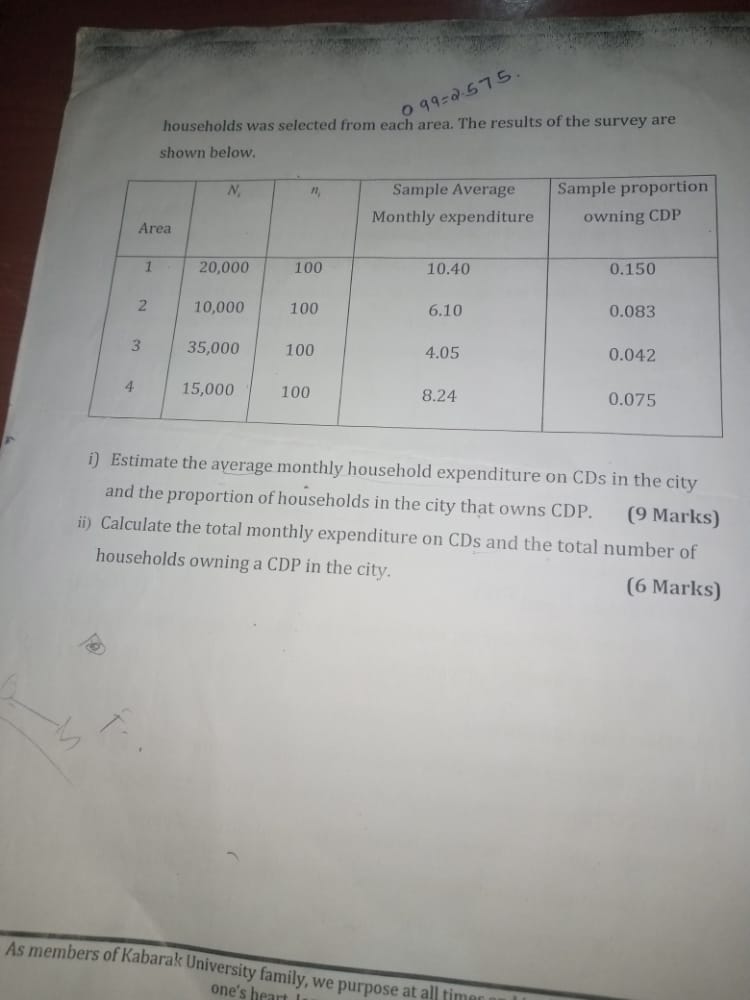 0 99=2.575.
households was selected from each area. The results of the survey are
shown below.
Area N_i n_i Sample Average Monthly expenditure Sample proportion owning CDP
1 20,000 100 10.40 0.150
2 10,000 100 6.10 0.083
3 35,000 100 4.05 0.042
4 15,000 100 8.24 0.075
i) Estimate the average monthly household expenditure on CDs in the city
and the proportion of households in the city that owns CDP. (9 Marks)
ii) Calculate the total monthly expenditure on CDs and the total number of
households owning a CDP in the city.
(6 Marks)
As members of Kabarak University family, we purpose at all times
one's heart